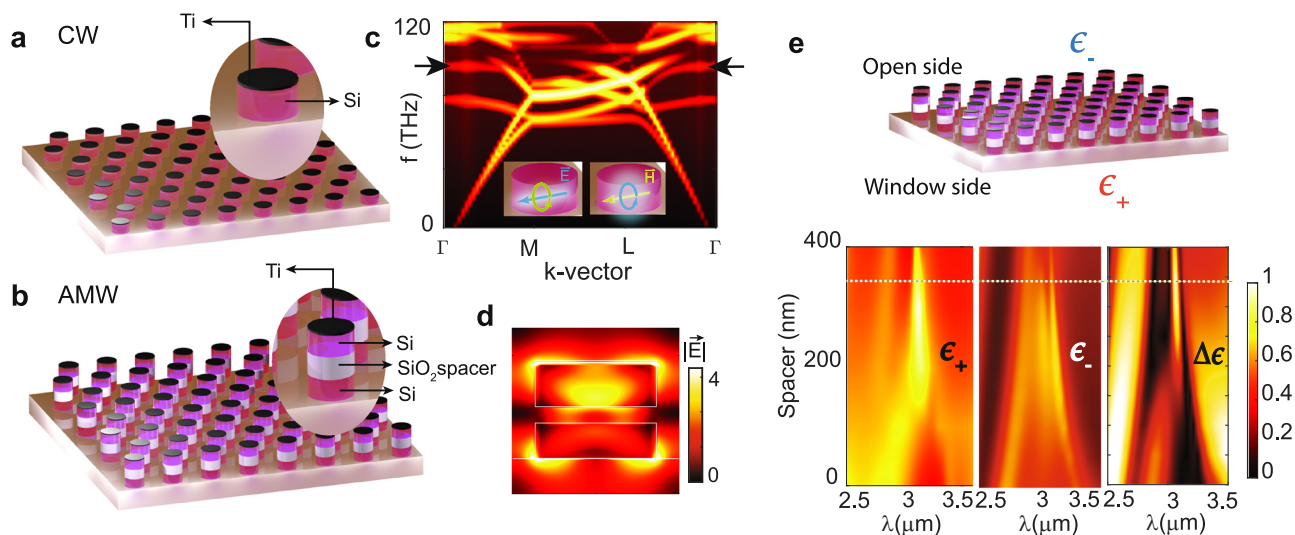 a CW
Ti
Si
b AMW
Ti
Si
SiO2 spacer
Si
c
120
f (THz)
0
E
H
Γ M L Γ
k-vector
d
|E|
4
0
e
Open side
ϵ-
Window side
ϵ+
400
200
0
Spacer (nm)
ϵ+
ϵ-
Δϵ
1
0.8
0.6
0.4
0.2
0
2.5 3 3.5
2.5 3 3.5
2.5 3 3.5
λ(μm)
λ(μm)
λ(μm)